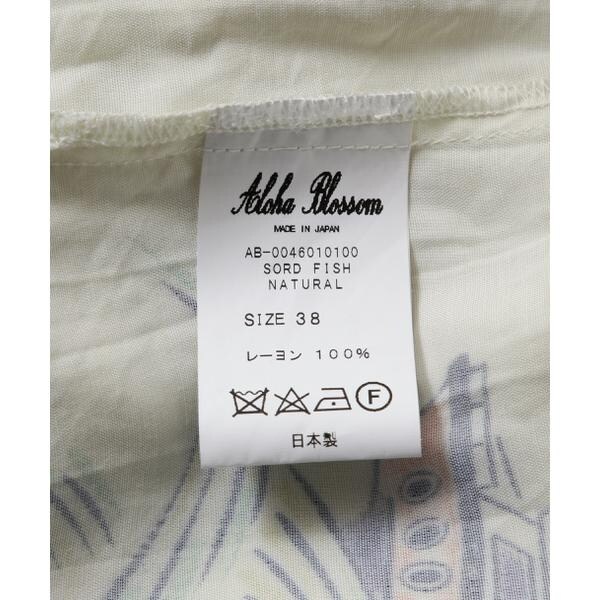 Aloha Blossom
MADE IN JAPAN
AB-0046010100
SORD FISH
NATURAL
SIZE 38
レーヨン 100%
F
日本製